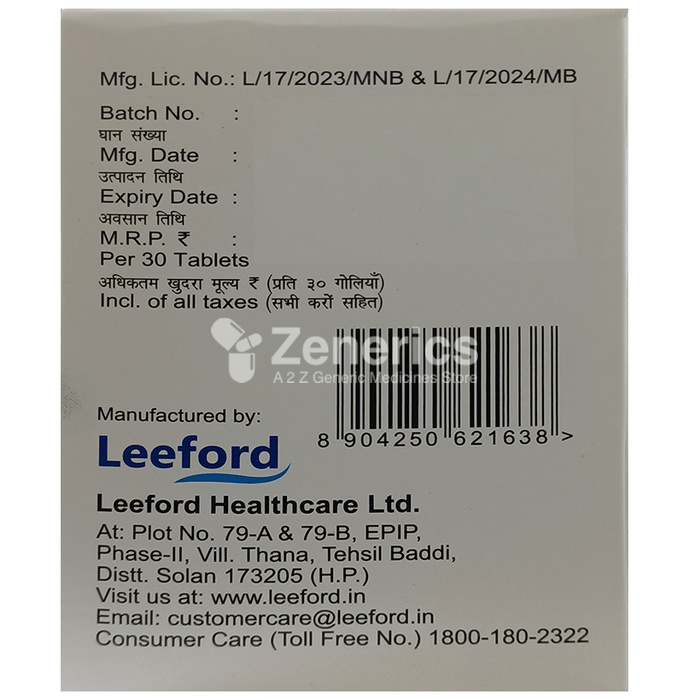 Mfg. Lic. No.: L/17/2023/MNB & L/17/2024/MB
Batch No. :
घान संख्या
Mfg. Date :
उत्पादन तिथि
Expiry Date :
अवसान तिथि
M.R.P. ₹ :
Per 30 Tablets
अधिकतम खुदरा मूल्य ₹ (प्रति ३० गोलियाँ)
Incl. of all taxes (सभी करों सहित)
Zenerics
A 2 Z Generic Medicines Store
8 904250 621638 >
Manufactured by:
Leeford
Leeford Healthcare Ltd.
At: Plot No. 79-A & 79-B, EPIP,
Phase-II, Vill. Thana, Tehsil Baddi,
Distt. Solan 173205 (H.P.)
Visit us at: www.leeford.in
Email: customercare@leeford.in
Consumer Care (Toll Free No.) 1800-180-2322